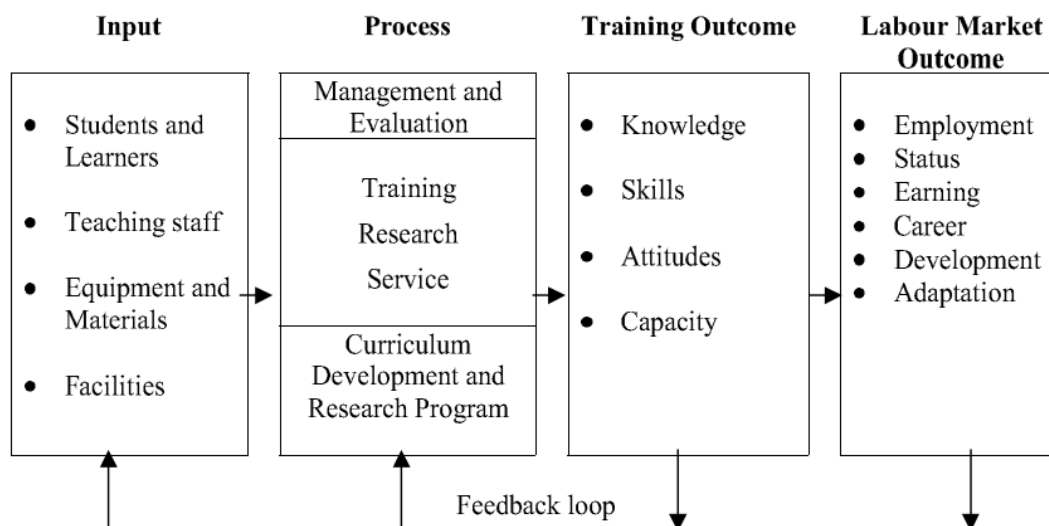 Input
Process
Training Outcome
Labour Market
Outcome
• Students and
Learners
• Teaching staff
• Equipment and
Materials
• Facilities
Management and
Evaluation
Training
Research
Service
Curriculum
Development and
Research Program
• Knowledge
• Skills
• Attitudes
• Capacity
• Employment
• Status
• Earning
• Career
• Development
• Adaptation
Feedback loop